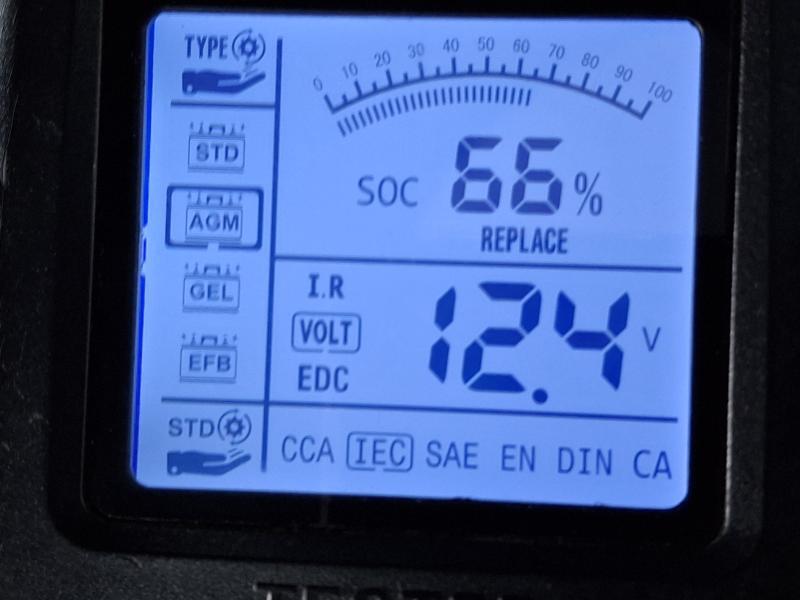 TYPE
0 10 20 30 40 50 60 70 80 90 100
STD
AGM
GEL
EFB
SOC 66%
REPLACE
I.R
VOLT
EDC
12.4 V
STD
CCA IEC SAE EN DIN CA